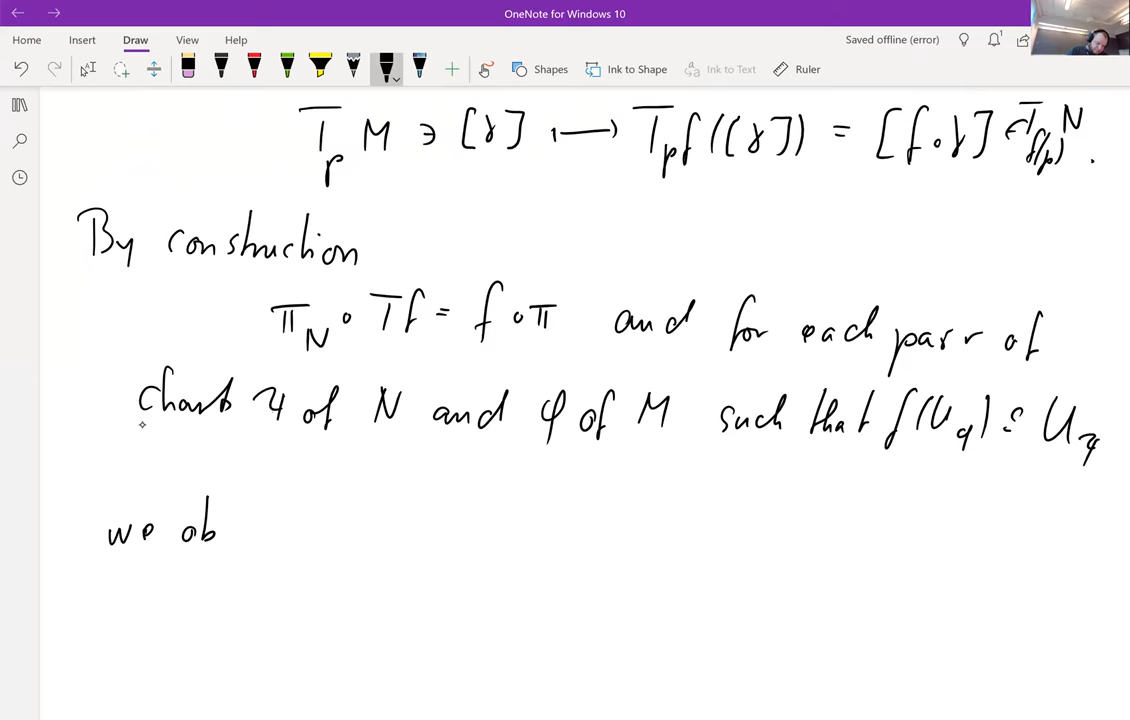 OneNote for Windows 10
Home Insert Draw View Help Saved offline (error) 1
Shapes Ink to Shape Ink to Text Ruler
T_p M ∋ [γ] ⟼ T_p f([γ]) = [f∘γ] ∈ T_{f(p)} N .
By construction
π_N ∘ Tf = f ∘ π and for each pair of
charts ψ of N and φ of M such that f(U_φ) ⊆ U_ψ
we ob